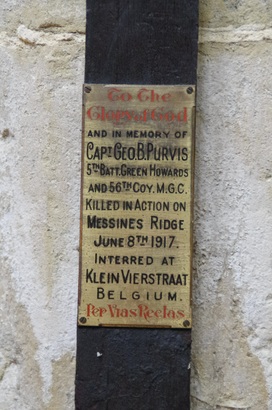 To The
Glory of God
AND IN MEMORY OF
CAPT GEO. B. PURVIS
5TH BATT. GREEN HOWARDS
AND 56TH COY. M.G.C.
KILLED IN ACTION ON
MESSINES RIDGE
JUNE 8TH 1917.
INTERRED AT
KLEIN VIERSTRAAT
BELGIUM.
Per Vias Rectas